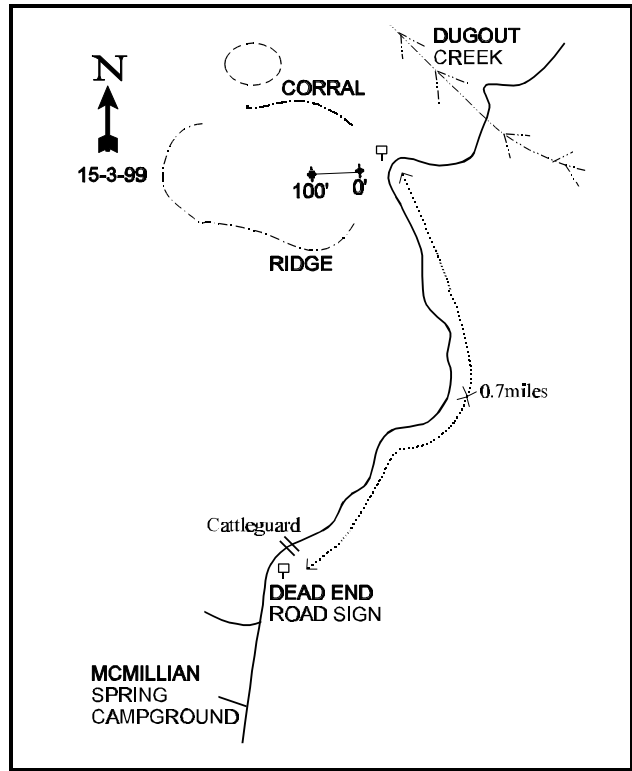 DUGOUT
CREEK
N
CORRAL
15-3-99
100' 0'
RIDGE
0.7miles
Cattleguard
DEAD END
ROAD SIGN
MCMILLIAN
SPRING
CAMPGROUND